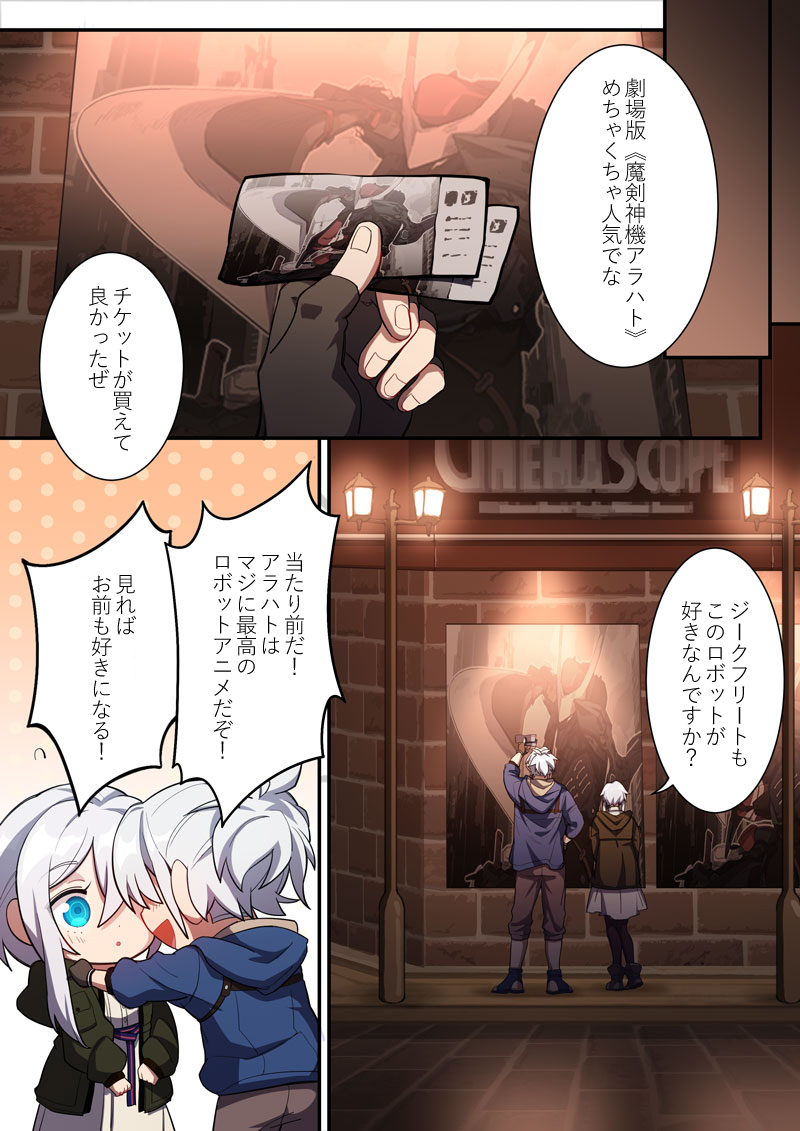 劇場版《魔剣神機アラハト》
めちゃくちゃ人気でな
チケットが買えて
良かったぜ
CINEMASCOPE
ジークフリートも
このロボットが
好きなんですか？
当たり前だ！
アラハトは
マジに最高の
ロボットアニメだぞ！
見れば
お前も好きになる！